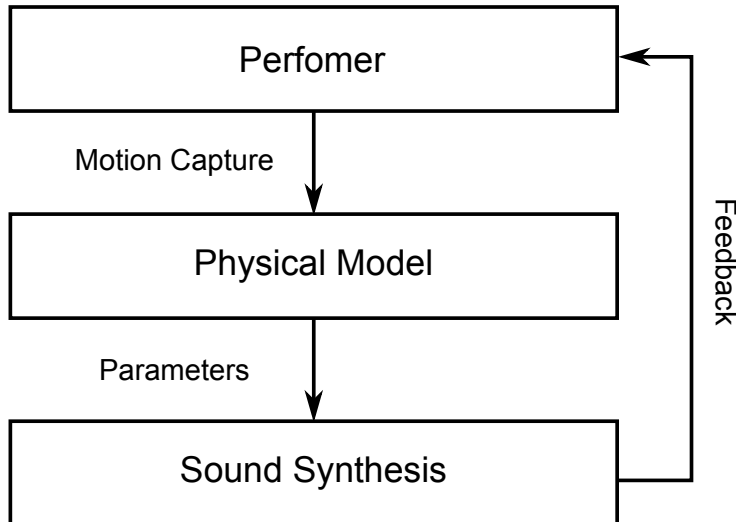 Perfomer
Motion Capture
Physical Model
Feedback
Parameters
Sound Synthesis